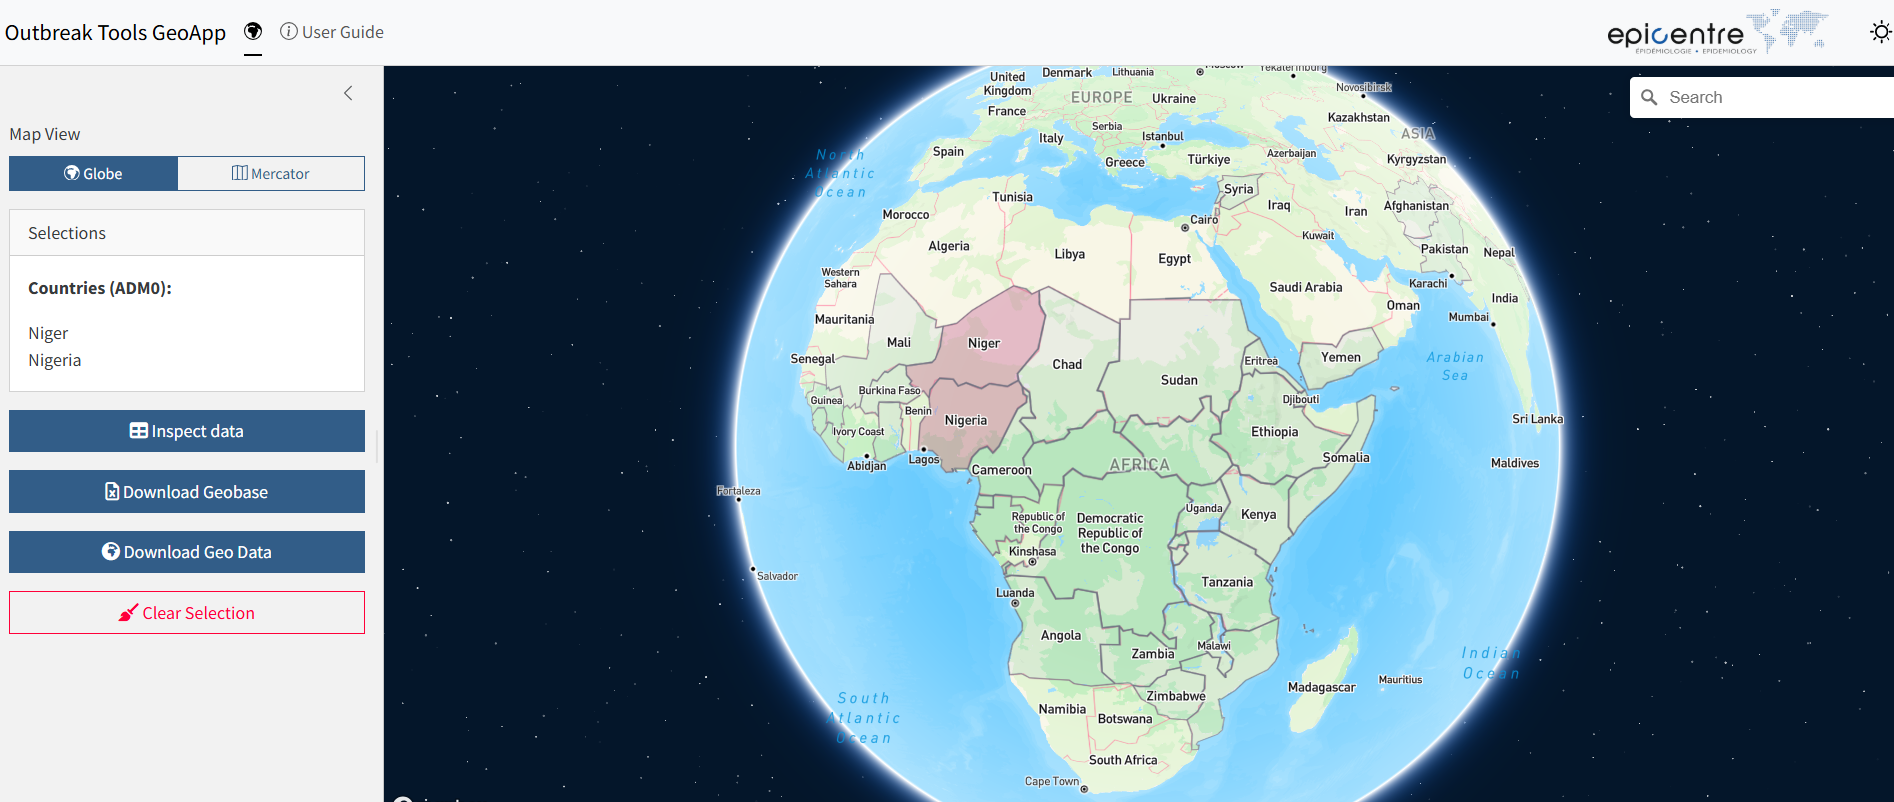 Outbreak Tools GeoApp
User Guide
epicentre
ÉPIDÉMIOLOGIE • EPIDEMIOLOGY
Map View
Globe
Mercator
Selections
Countries (ADM0):
Niger
Nigeria
Inspect data
Download Geobase
Download Geo Data
Clear Selection
Search
United
Kingdom
Denmark
Lithuania
Moscow
Yekaterinburg
Novosibirsk
EUROPE
Ukraine
France
Kazakhstan
Serbia
Italy
Istanbul
ASIA
North
Atlantic
Ocean
Spain
Greece
Türkiye
Azerbaijan
Kyrgyzstan
Tunisia
Syria
Morocco
Cairo
Iraq
Iran
Afghanistan
Algeria
Libya
Egypt
Kuwait
Pakistan
Nepal
Western
Sahara
Saudi Arabia
Karachi
Oman
India
Mauritania
Mumbai
Mali
Niger
Senegal
Chad
Eritrea
Yemen
Arabian
Sea
Sudan
Burkina Faso
Guinea
Benin
Djibouti
Nigeria
Ivory Coast
Ethiopia
Sri Lanka
Abidjan
Lagos
Cameroon
AFRICA
Somalia
Maldives
Fortaleza
Republic of
the Congo
Democratic
Republic of
the Congo
Uganda
Kenya
Kinshasa
Salvador
Tanzania
Luanda
Angola
Zambia
Malawi
Indian
Ocean
Madagascar
Mauritius
South
Atlantic
Ocean
Zimbabwe
Namibia
Botswana
South Africa
Cape Town